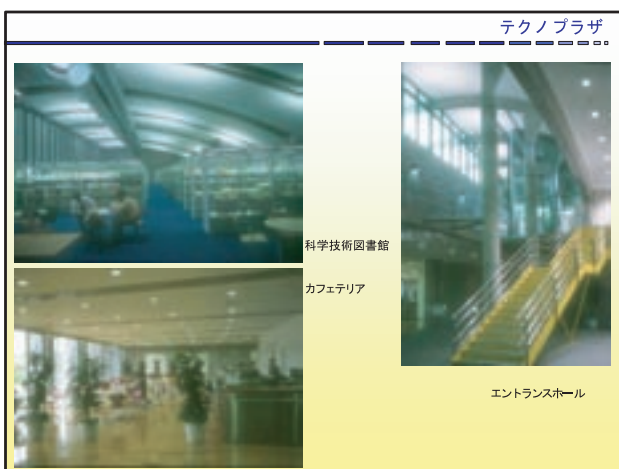 テクノプラザ
科学技術図書館
カフェテリア
エントランスホール